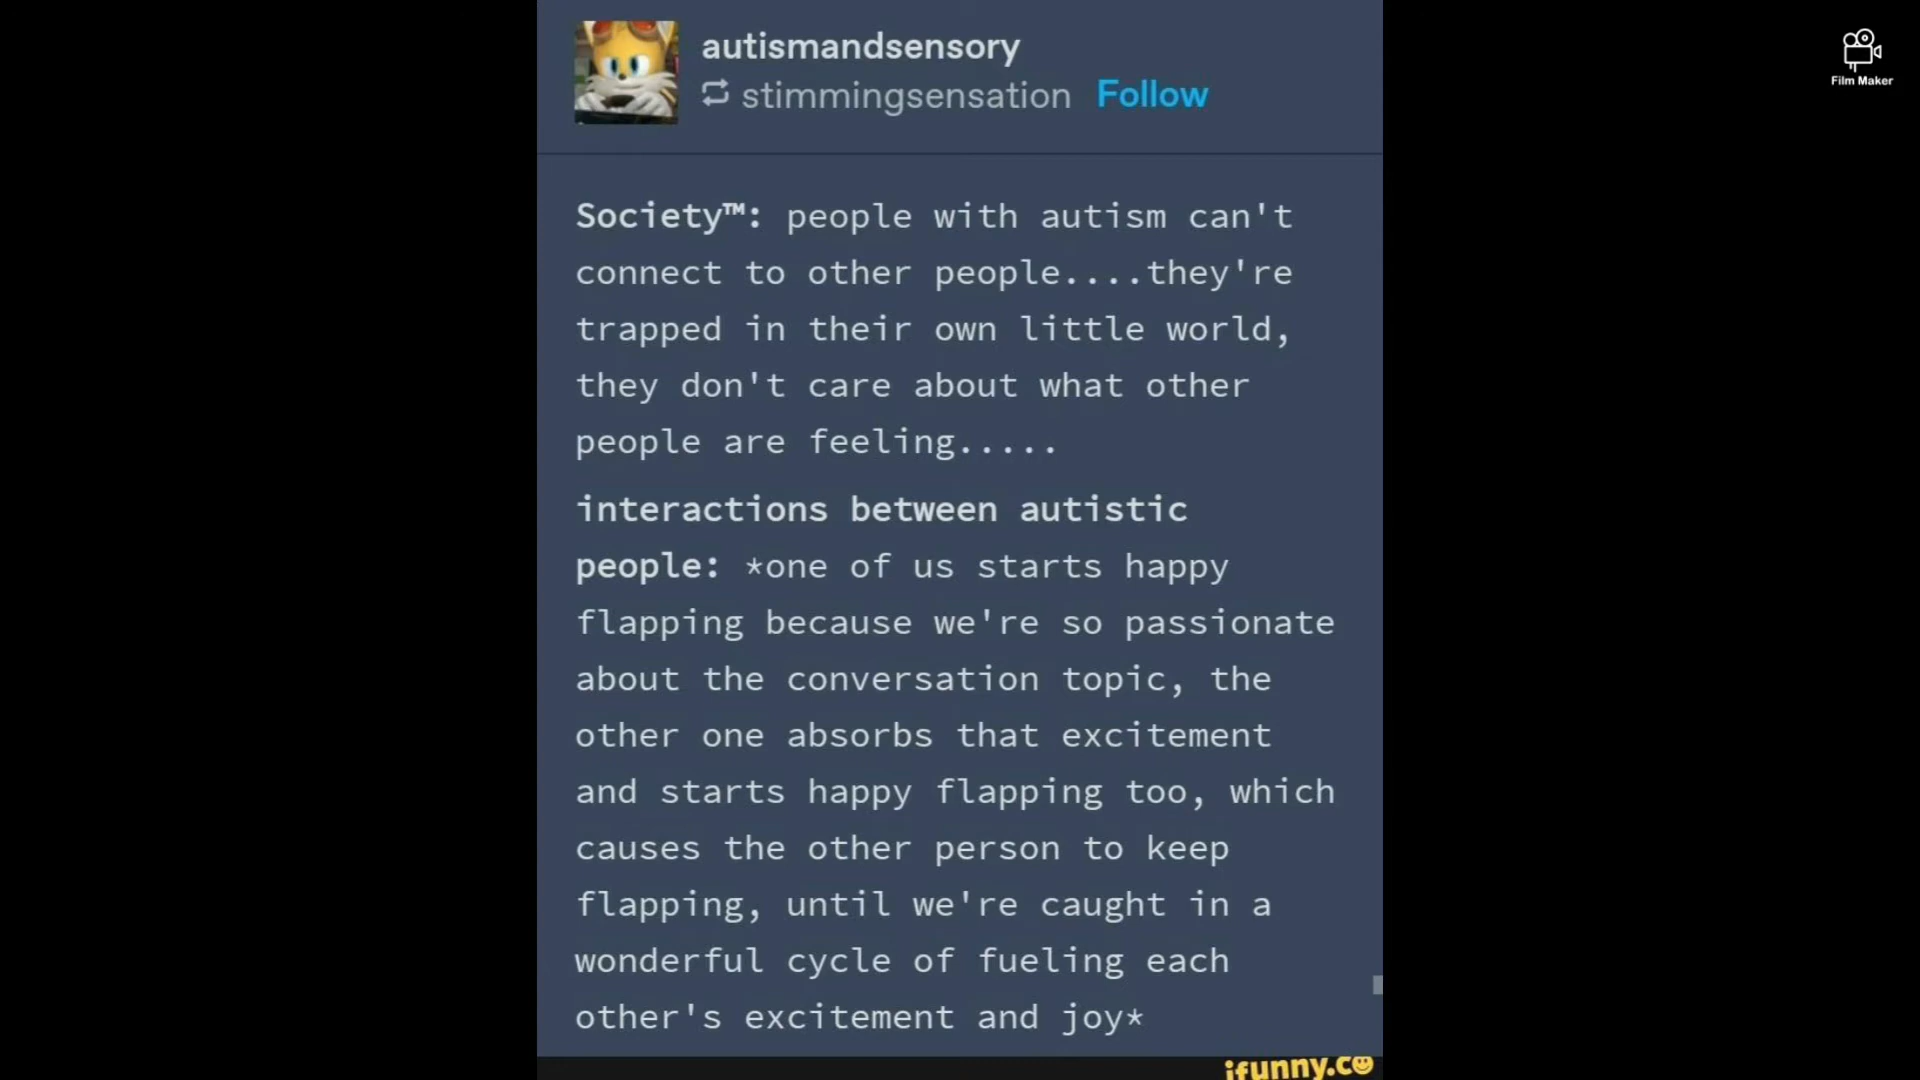 autismandsensory
stimmingsensation Follow
Film Maker
Society™: people with autism can't
connect to other people....they're
trapped in their own little world,
they don't care about what other
people are feeling.....
interactions between autistic
people: *one of us starts happy
flapping because we're so passionate
about the conversation topic, the
other one absorbs that excitement
and starts happy flapping too, which
causes the other person to keep
flapping, until we're caught in a
wonderful cycle of fueling each
other's excitement and joy*
ifunny.co